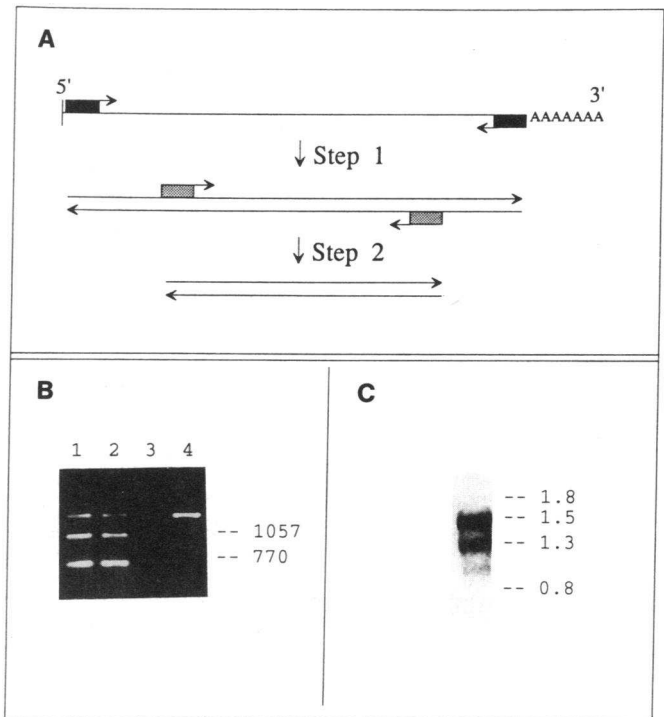 A
5'
3'
AAAAAAA
Step 1
Step 2
B
1 2 3 4
-- 1057
-- 770
C
-- 1.8
-- 1.5
-- 1.3
-- 0.8